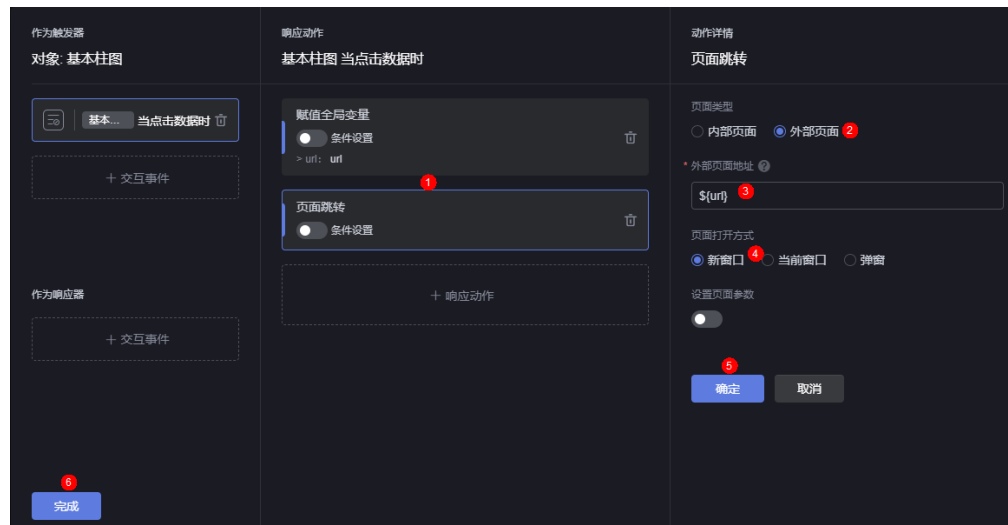 作为触发器
对象: 基本柱图
基本... 当点击数据时
+ 交互事件
作为响应器
+ 交互事件
6
完成
响应动作
基本柱图 当点击数据时
赋值全局变量
条件设置
> url: url
1
页面跳转
条件设置
+ 响应动作
动作详情
页面跳转
页面类型
内部页面 外部页面 2
* 外部页面地址 ?
${url} 3
页面打开方式
新窗口 4 当前窗口 弹窗
设置页面参数
5
确定 取消